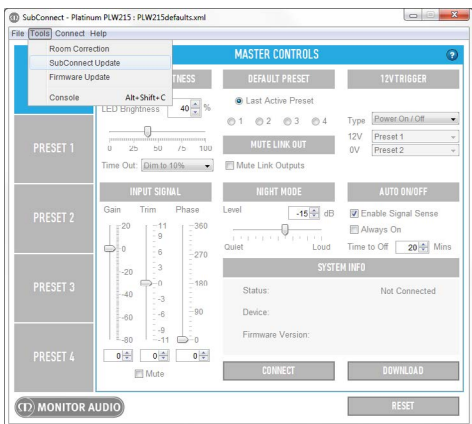 SubConnect - Platinum PLW215 : PLW215defaults.xml
File Tools Connect Help
Room Correction
SubConnect Update
Firmware Update
Console Alt+Shift+C
MASTER CONTROLS
?
TNESS
DEFAULT PRESET
12V TRIGGER
LED Brightness 40 %
Last Active Preset
1 2 3 4
Type Power On / Off
12V Preset 1
0V Preset 2
0 25 50 75 100
Time Out: Dim to 10%
MUTE LINK OUT
Mute Link Outputs
PRESET 1
PRESET 2
PRESET 3
PRESET 4
INPUT SIGNAL
NIGHT MODE
AUTO ON/OFF
Gain Trim Phase
20 11 360
9
0 6 270
3
-20 0 180
-40 -3
-6 90
-60 -9
-80 -11 0
0 0 0
Mute
Level -15 dB
Quiet Loud
Enable Signal Sense
Always On
Time to Off 20 Mins
SYSTEM INFO
Status: Not Connected
Device:
Firmware Version:
CONNECT
DOWNLOAD
MONITOR AUDIO
RESET